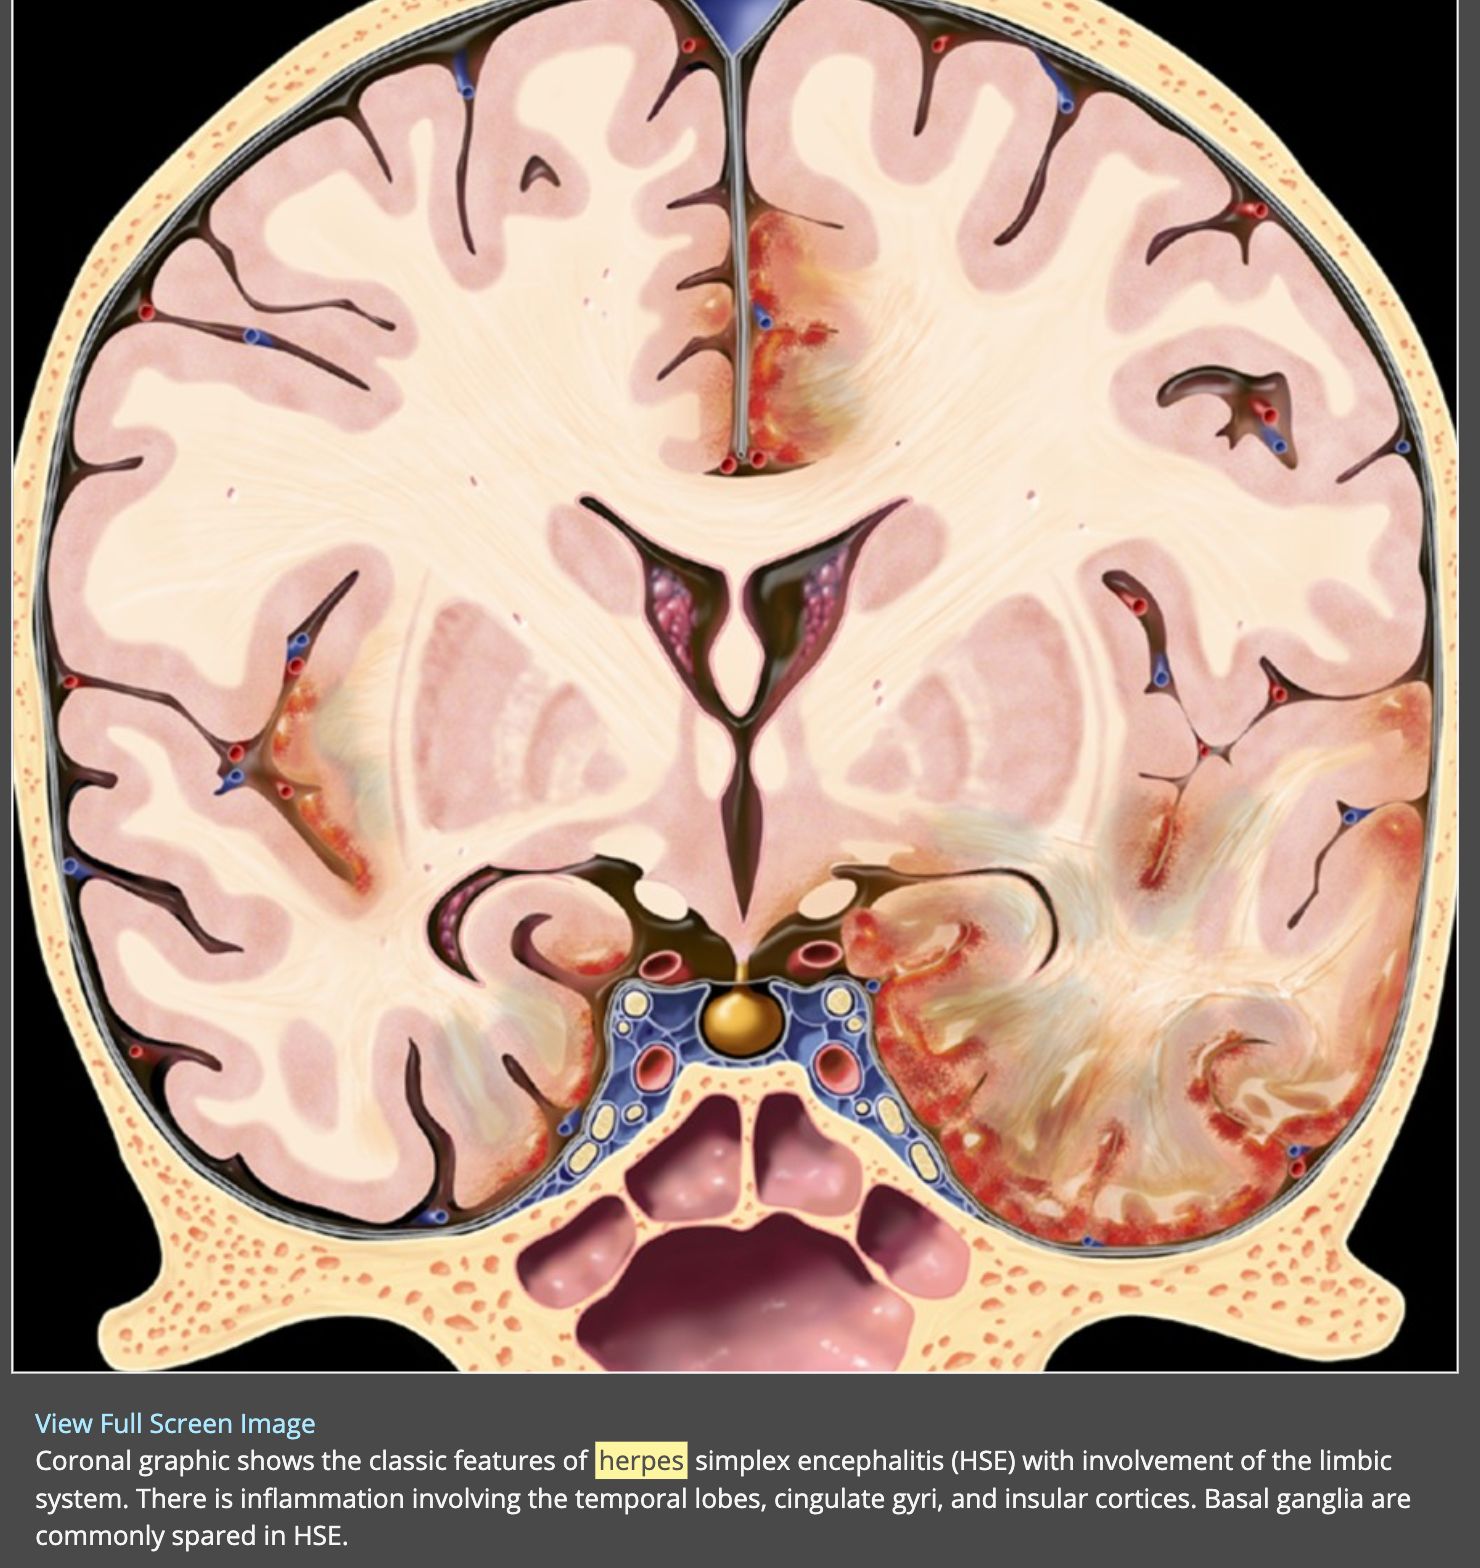 View Full Screen Image
Coronal graphic shows the classic features of herpes simplex encephalitis (HSE) with involvement of the limbic
system. There is inflammation involving the temporal lobes, cingulate gyri, and insular cortices. Basal ganglia are
commonly spared in HSE.